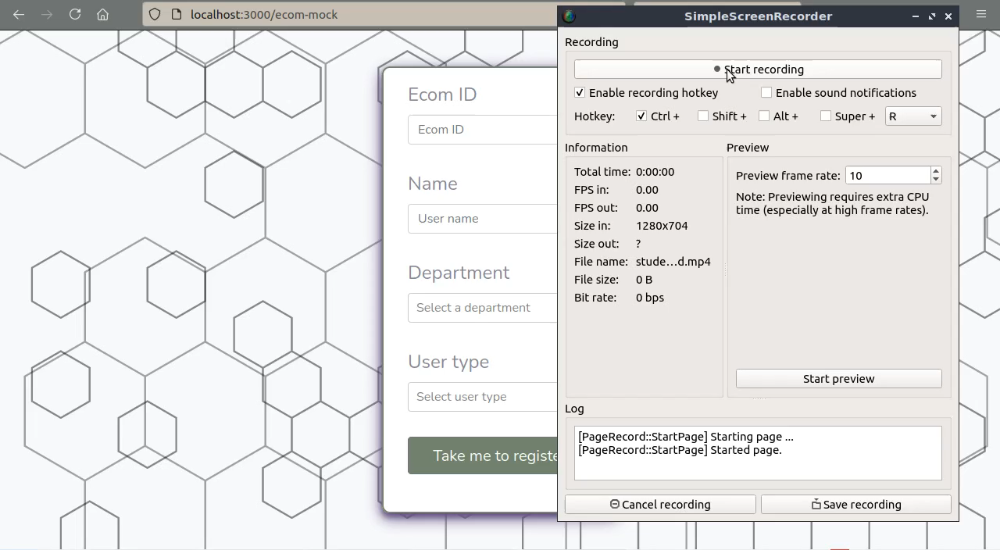 localhost:3000/ecom-mock
SimpleScreenRecorder
Ecom ID
Ecom ID
Name
User name
Department
Select a department
User type
Select user type
Take me to registe
Recording
Start recording
Enable recording hotkey
Enable sound notifications
Hotkey: Ctrl + Shift + Alt + Super + R
Information
Total time: 0:00:00
FPS in: 0.00
FPS out: 0.00
Size in: 1280x704
Size out: ?
File name: stude...d.mp4
File size: 0 B
Bit rate: 0 bps
Preview
Preview frame rate: 10
Note: Previewing requires extra CPU
time (especially at high frame rates).
Start preview
Log
[PageRecord::StartPage] Starting page ...
[PageRecord::StartPage] Started page.
Cancel recording
Save recording